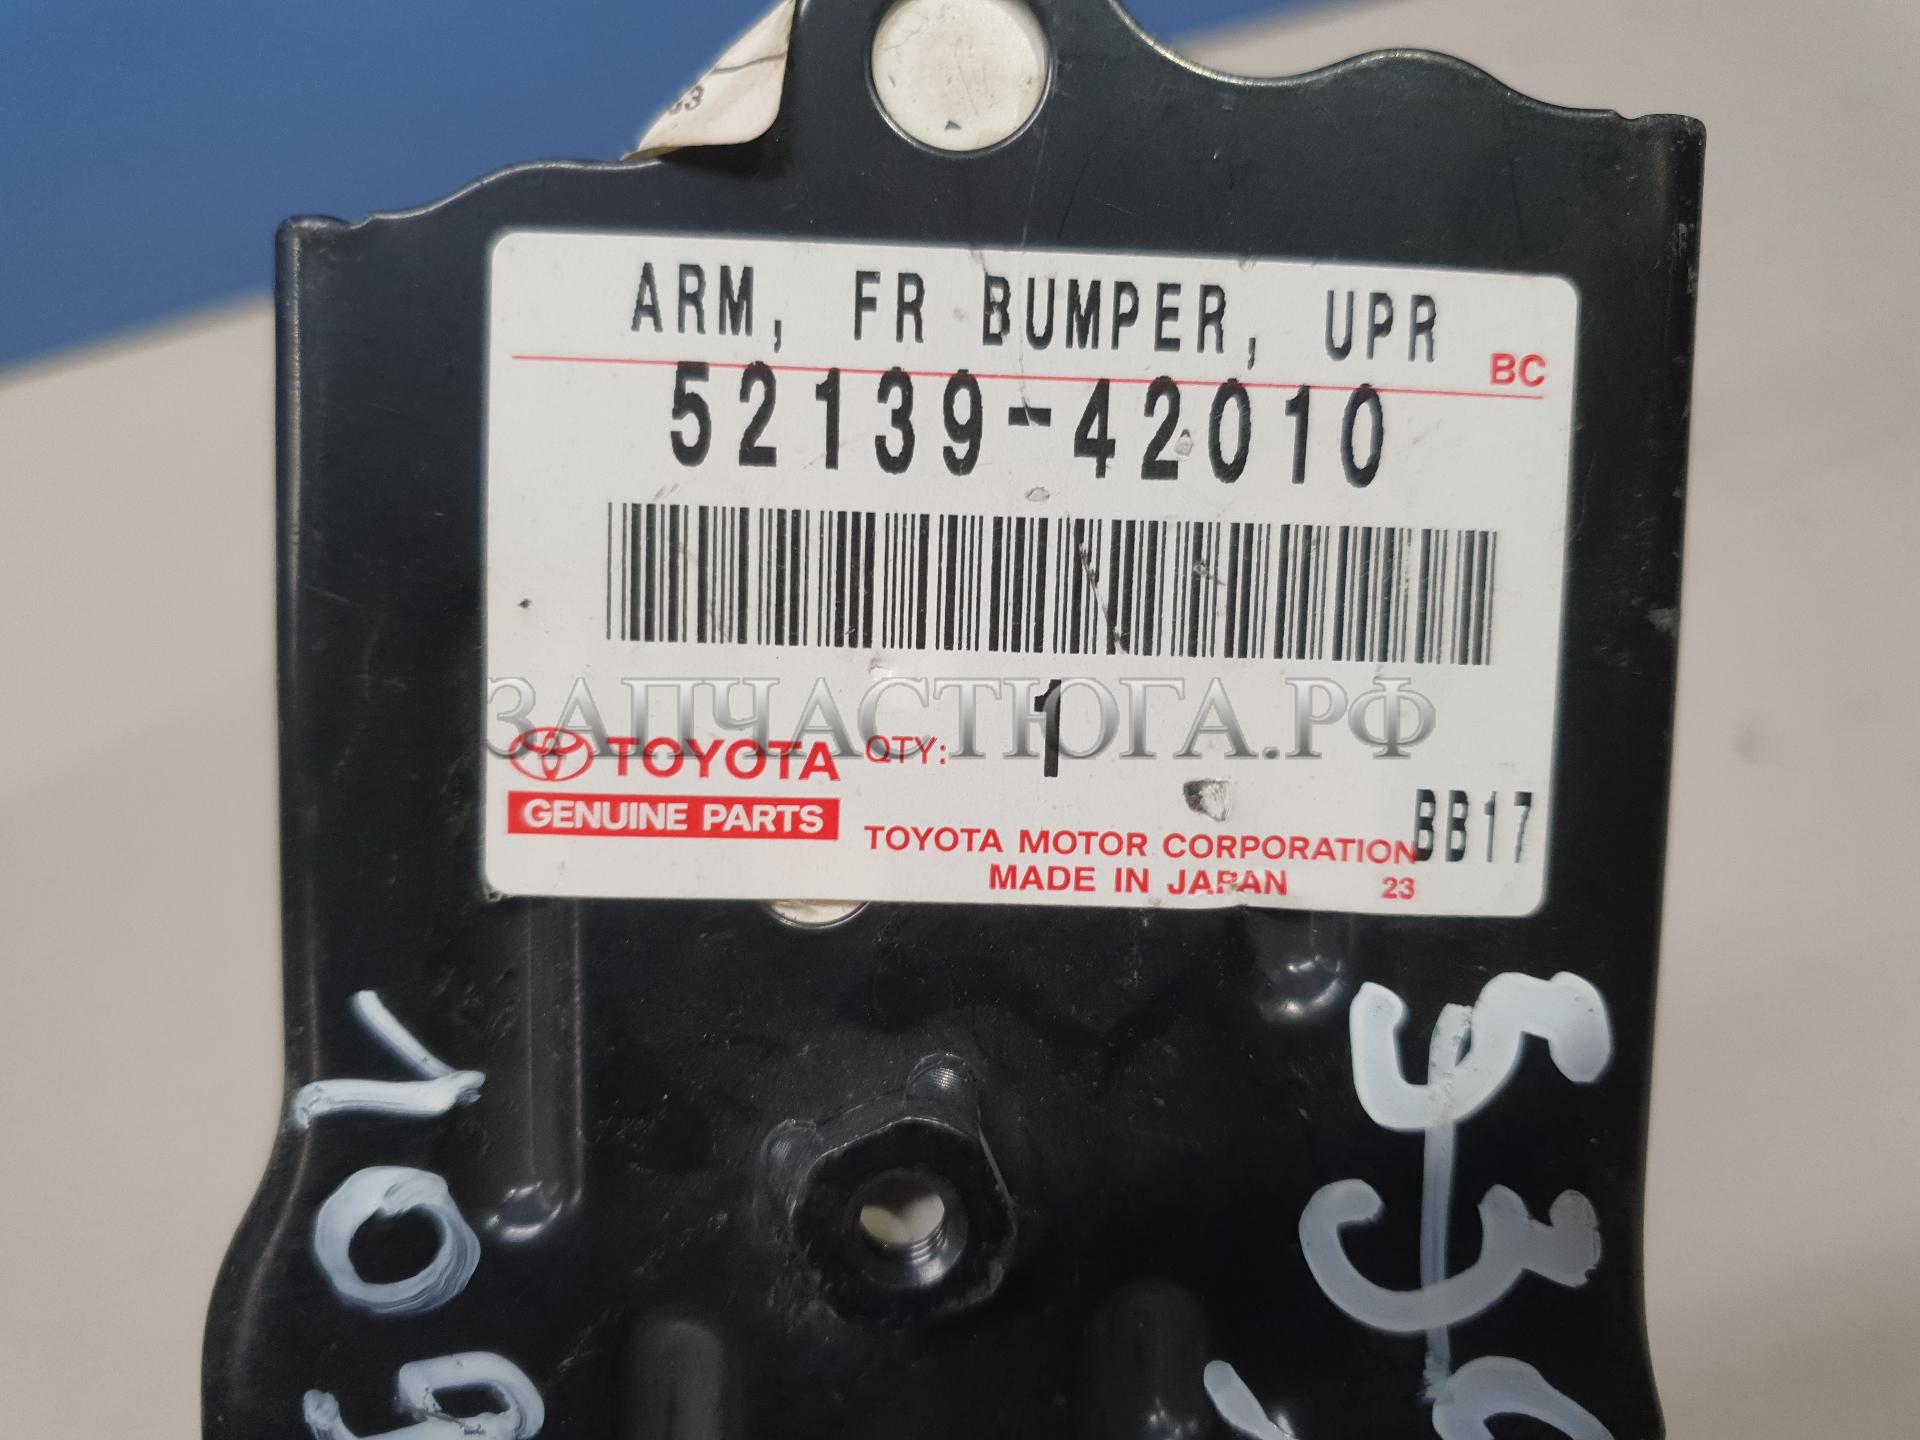 ARM, FR BUMPER, UPR
BC
52139-42010
ЗАПЧАСТЮГА.РФ
1
TOYOTA QTY:
GENUINE PARTS
BB17
TOYOTA MOTOR CORPORATION
MADE IN JAPAN 23